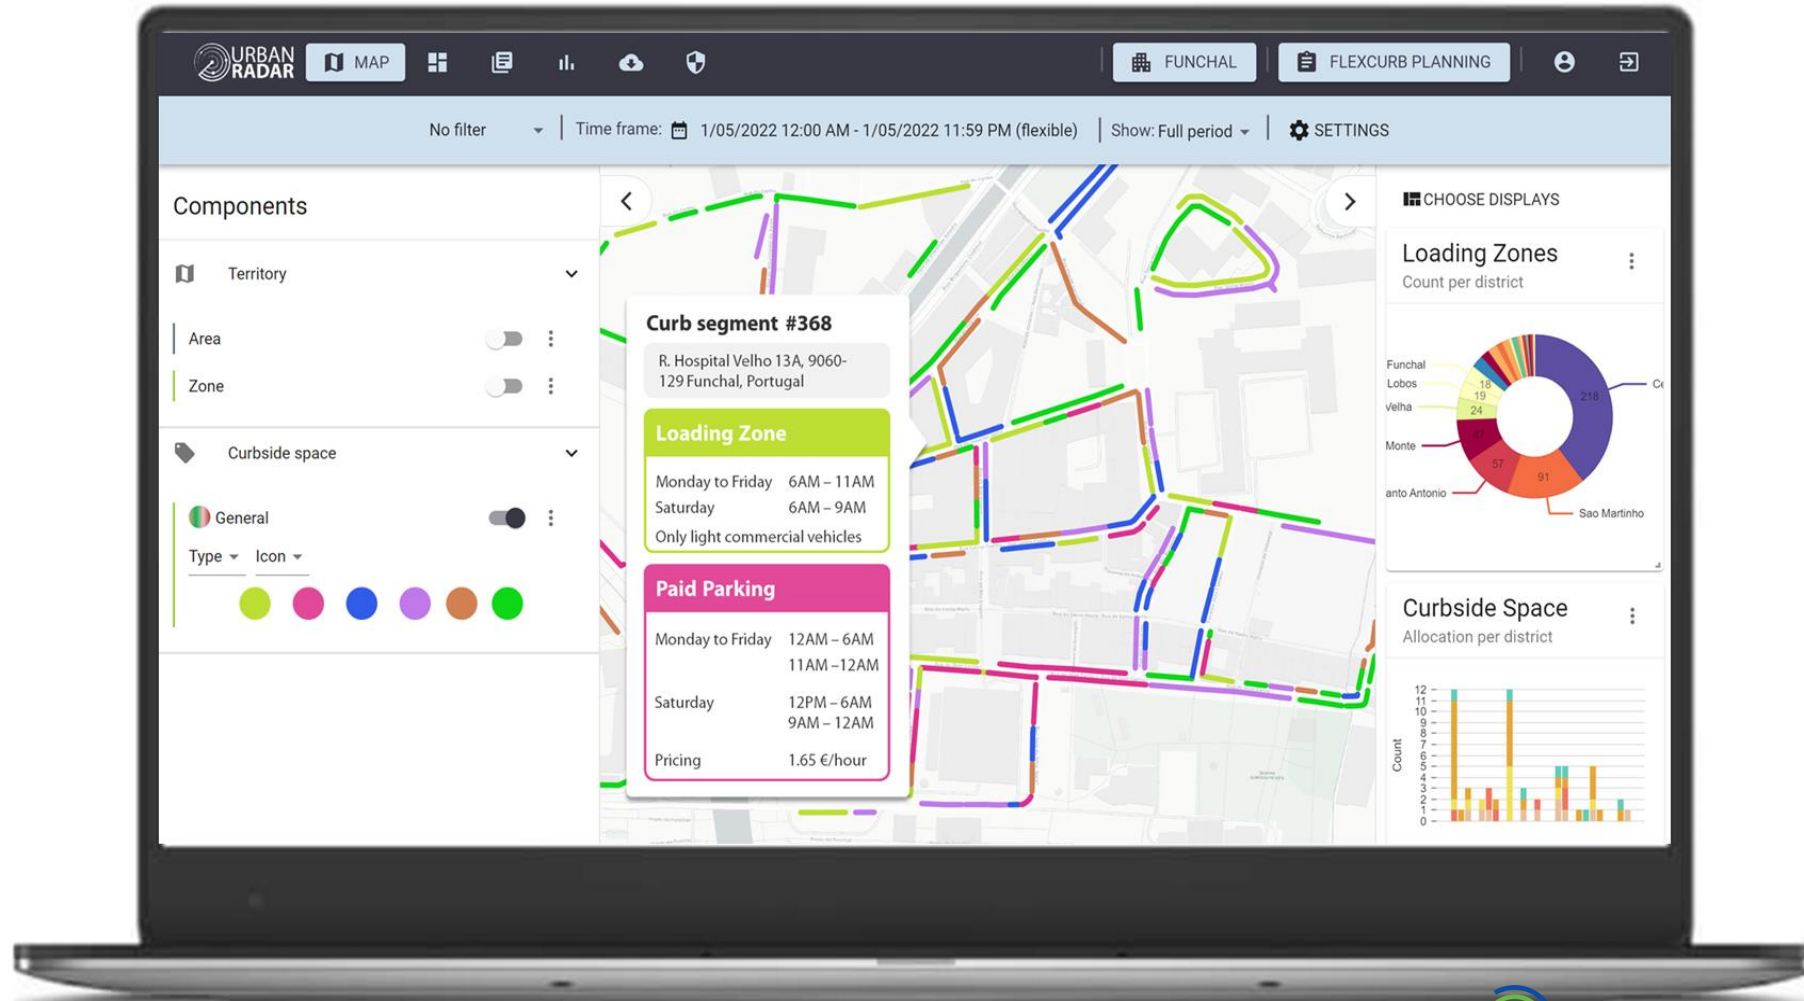 URBAN
RADAR
MAP
FUNCHAL
FLEXCURB PLANNING
No filter
Time frame: 1/05/2022 12:00 AM - 1/05/2022 11:59 PM (flexible)
Show: Full period
SETTINGS
Components
Territory
Area
Zone
Curbside space
General
Type
Icon
Curb segment #368
R. Hospital Velho 13A, 9060-
129 Funchal, Portugal
Loading Zone
Monday to Friday 6AM – 11AM
Saturday 6AM – 9AM
Only light commercial vehicles
Paid Parking
Monday to Friday 12AM – 6AM
11AM –12AM
Saturday 12PM – 6AM
9AM – 12AM
Pricing 1.65 €/hour
CHOOSE DISPLAYS
Loading Zones
Count per district
Funchal
Lobos
Velha
Monte
anto Antonio
Sao Martinho
Ce
218
91
57
47
24
19
18
Curbside Space
Allocation per district
Count
12
11
10
9
8
7
6
5
4
3
2
1
0